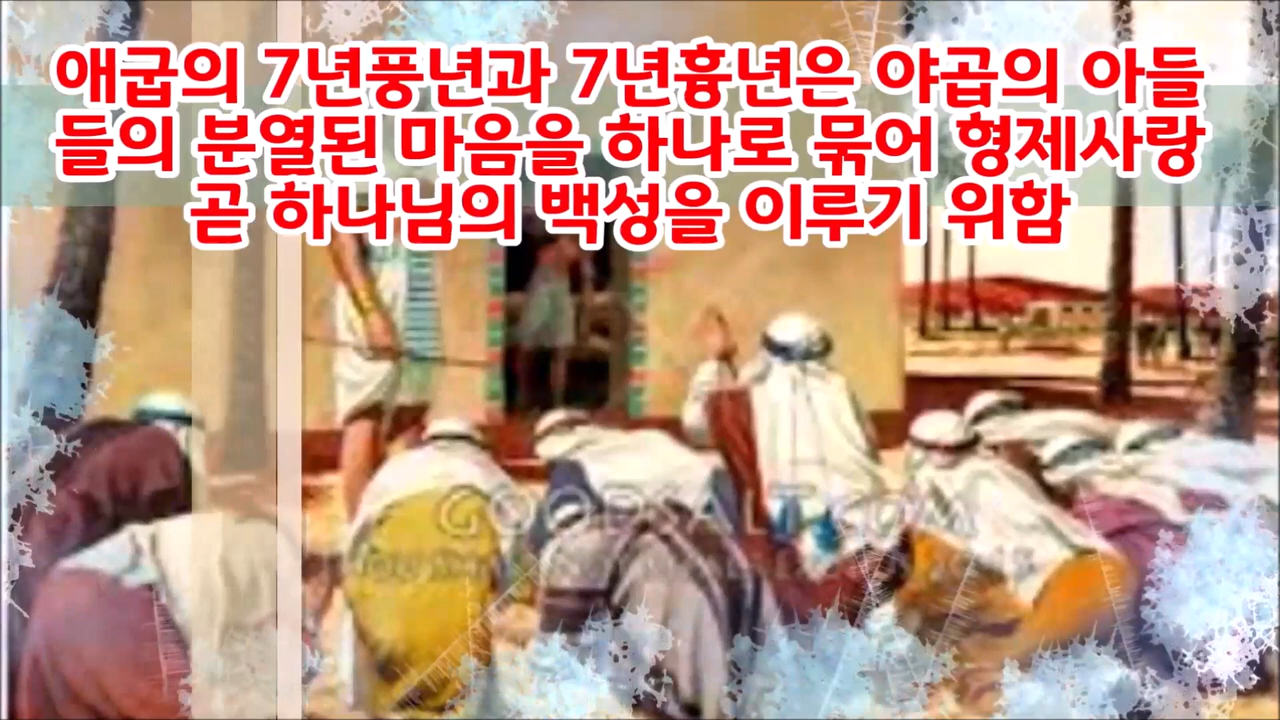 애굽의 7년풍년과 7년흉년은 야곱의 아들
들의 분열된 마음을 하나로 묶어 형제사랑
곧 하나님의 백성을 이루기 위함
GOODSALT.com